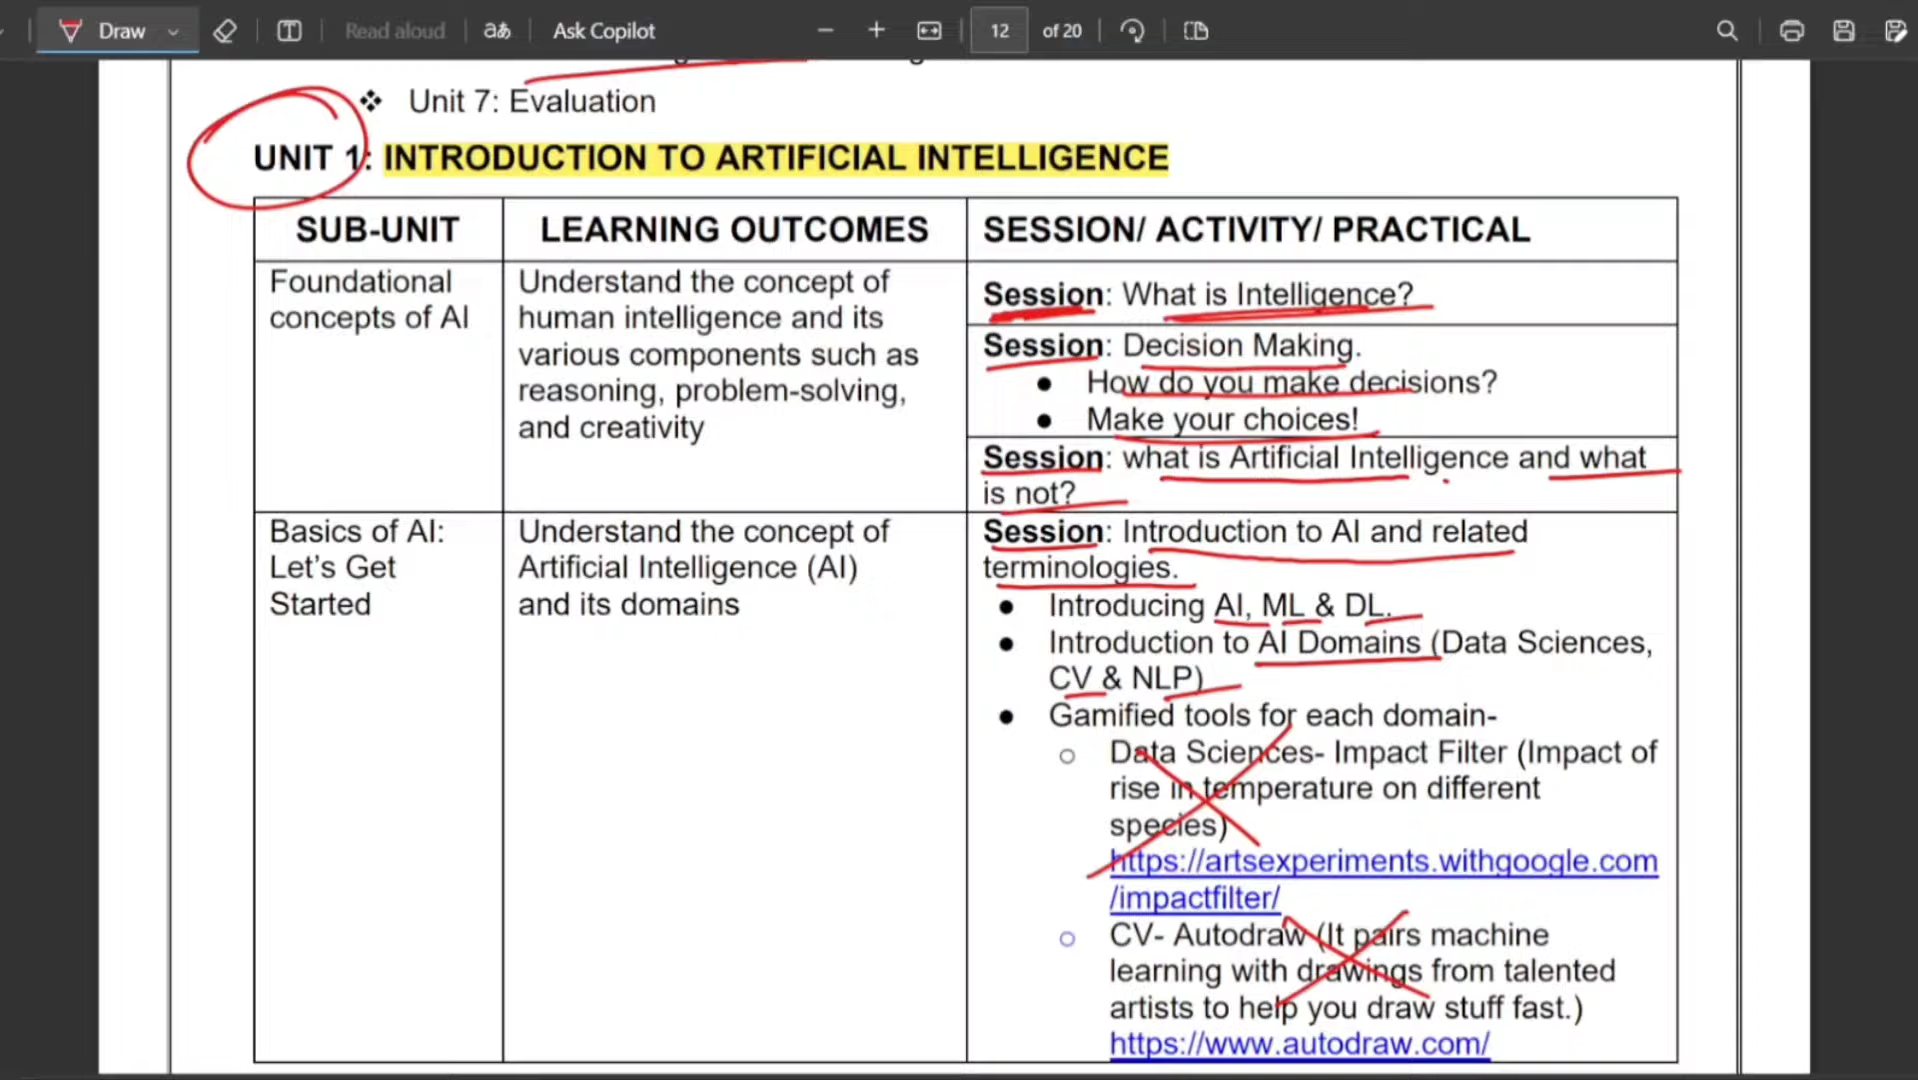 Draw
Read aloud
aあ
Ask Copilot
12
of 20
❖ Unit 7: Evaluation
UNIT 1: INTRODUCTION TO ARTIFICIAL INTELLIGENCE
SUB-UNIT
LEARNING OUTCOMES
SESSION/ ACTIVITY/ PRACTICAL
Foundational
concepts of AI
Understand the concept of
human intelligence and its
various components such as
reasoning, problem-solving,
and creativity
Session: What is Intelligence?
Session: Decision Making.
● How do you make decisions?
● Make your choices!
Session: what is Artificial Intelligence and what
is not?
Basics of AI:
Let’s Get
Started
Understand the concept of
Artificial Intelligence (AI)
and its domains
Session: Introduction to AI and related
terminologies.
● Introducing AI, ML & DL.
● Introduction to AI Domains (Data Sciences,
CV & NLP)
● Gamified tools for each domain-
○ Data Sciences- Impact Filter (Impact of
rise in temperature on different
species)
https://artsexperiments.withgoogle.com
/impactfilter/
○ CV- Autodraw (It pairs machine
learning with drawings from talented
artists to help you draw stuff fast.)
https://www.autodraw.com/